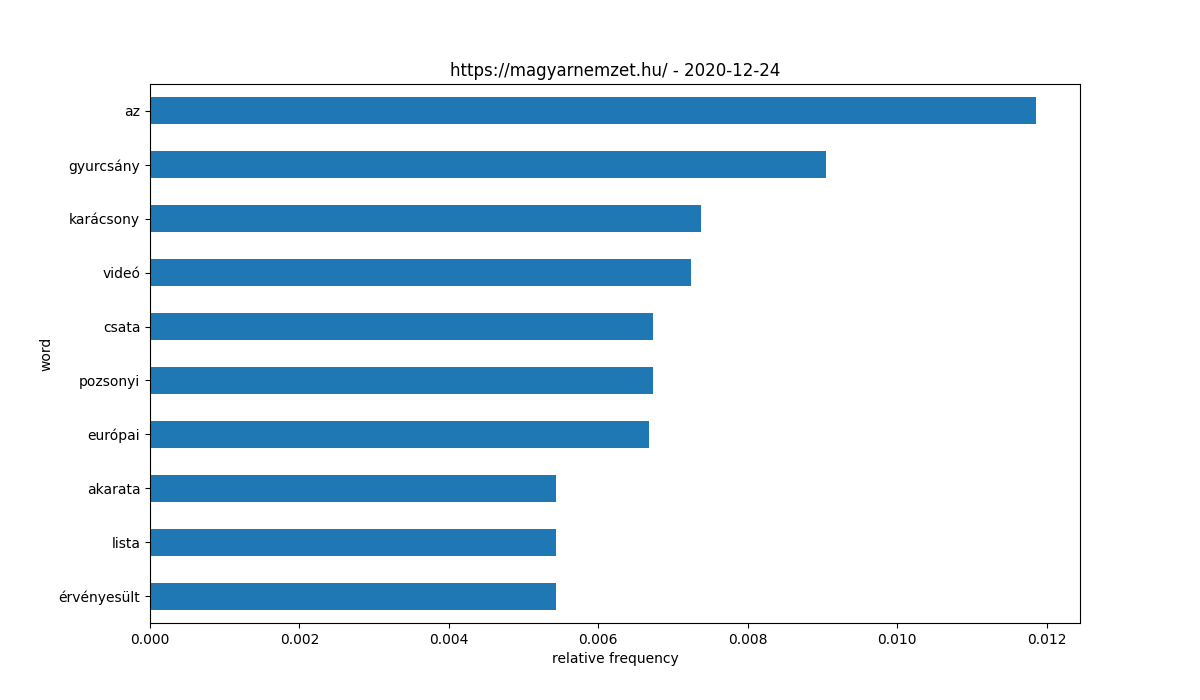 https://magyarnemzet.hu/ - 2020-12-24
az
gyurcsány
karácsony
videó
csata
pozsonyi
európai
akarata
lista
érvényesült
word
0.000 0.002 0.004 0.006 0.008 0.010 0.012
relative frequency